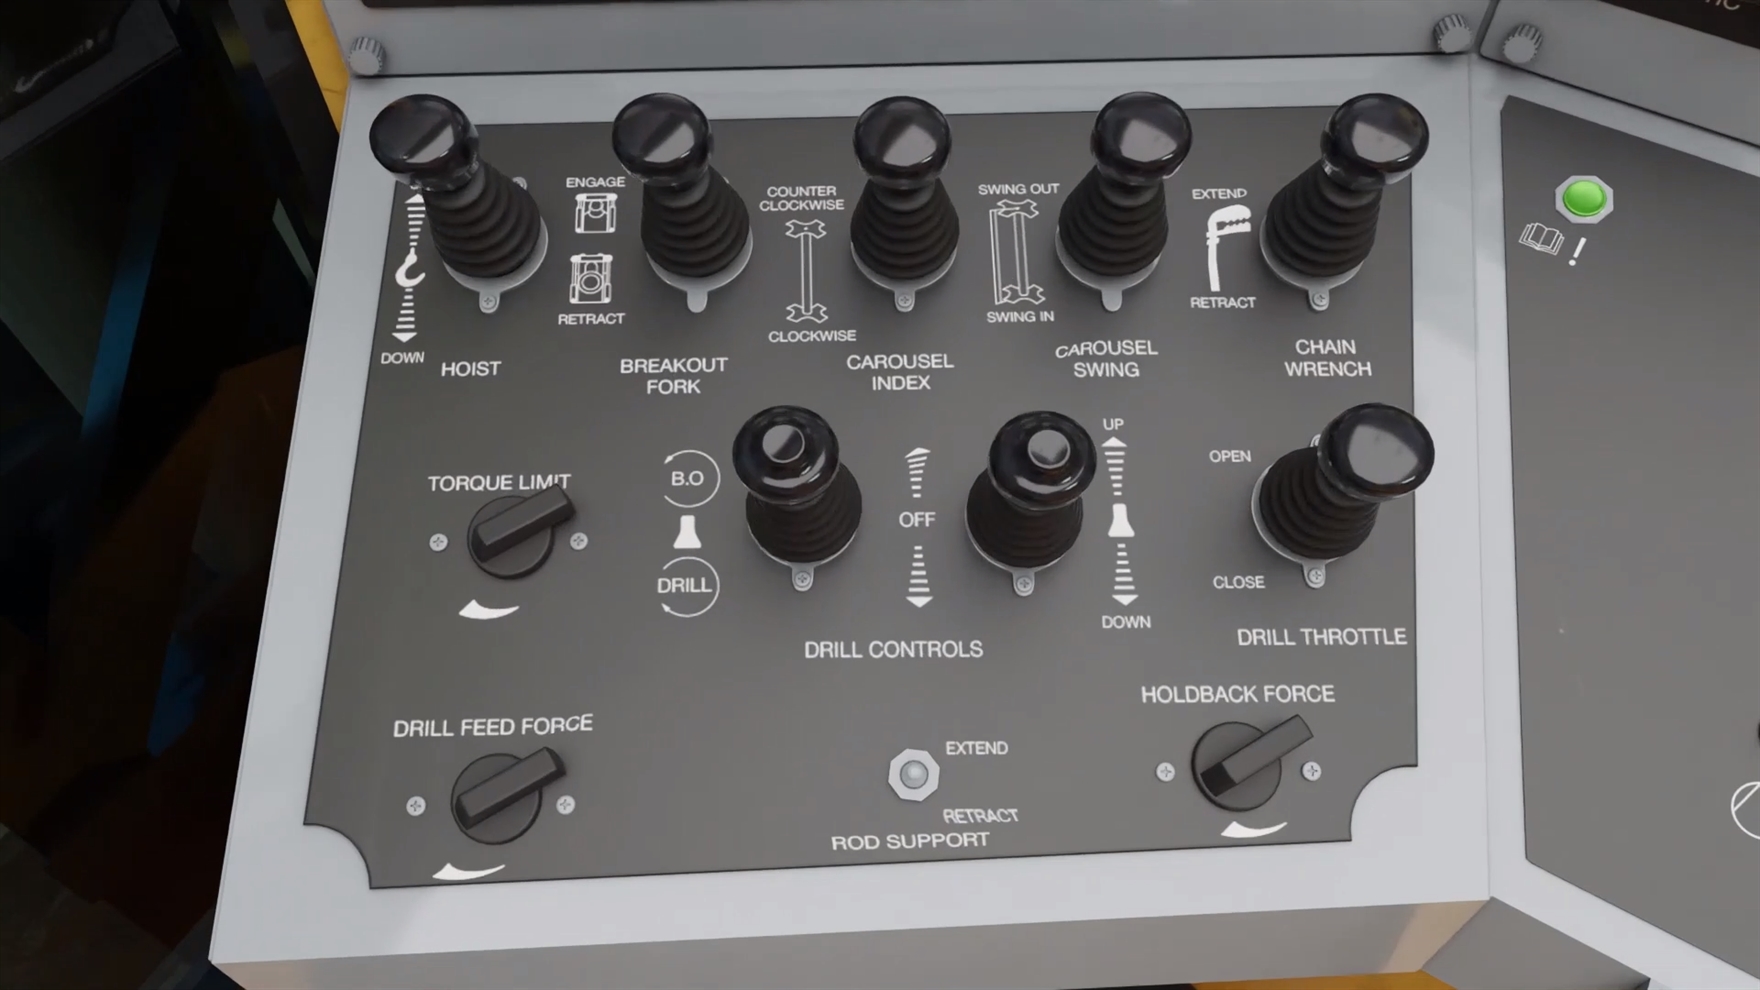 ENGAGE
RETRACT
DOWN
HOIST
BREAKOUT
FORK
COUNTER
CLOCKWISE
CLOCKWISE
CAROUSEL
INDEX
SWING OUT
SWING IN
CAROUSEL
SWING
EXTEND
RETRACT
CHAIN
WRENCH
TORQUE LIMIT
B.O
DRILL
OFF
DRILL CONTROLS
UP
DOWN
OPEN
CLOSE
DRILL THROTTLE
DRILL FEED FORCE
EXTEND
RETRACT
ROD SUPPORT
HOLDBACK FORCE
!